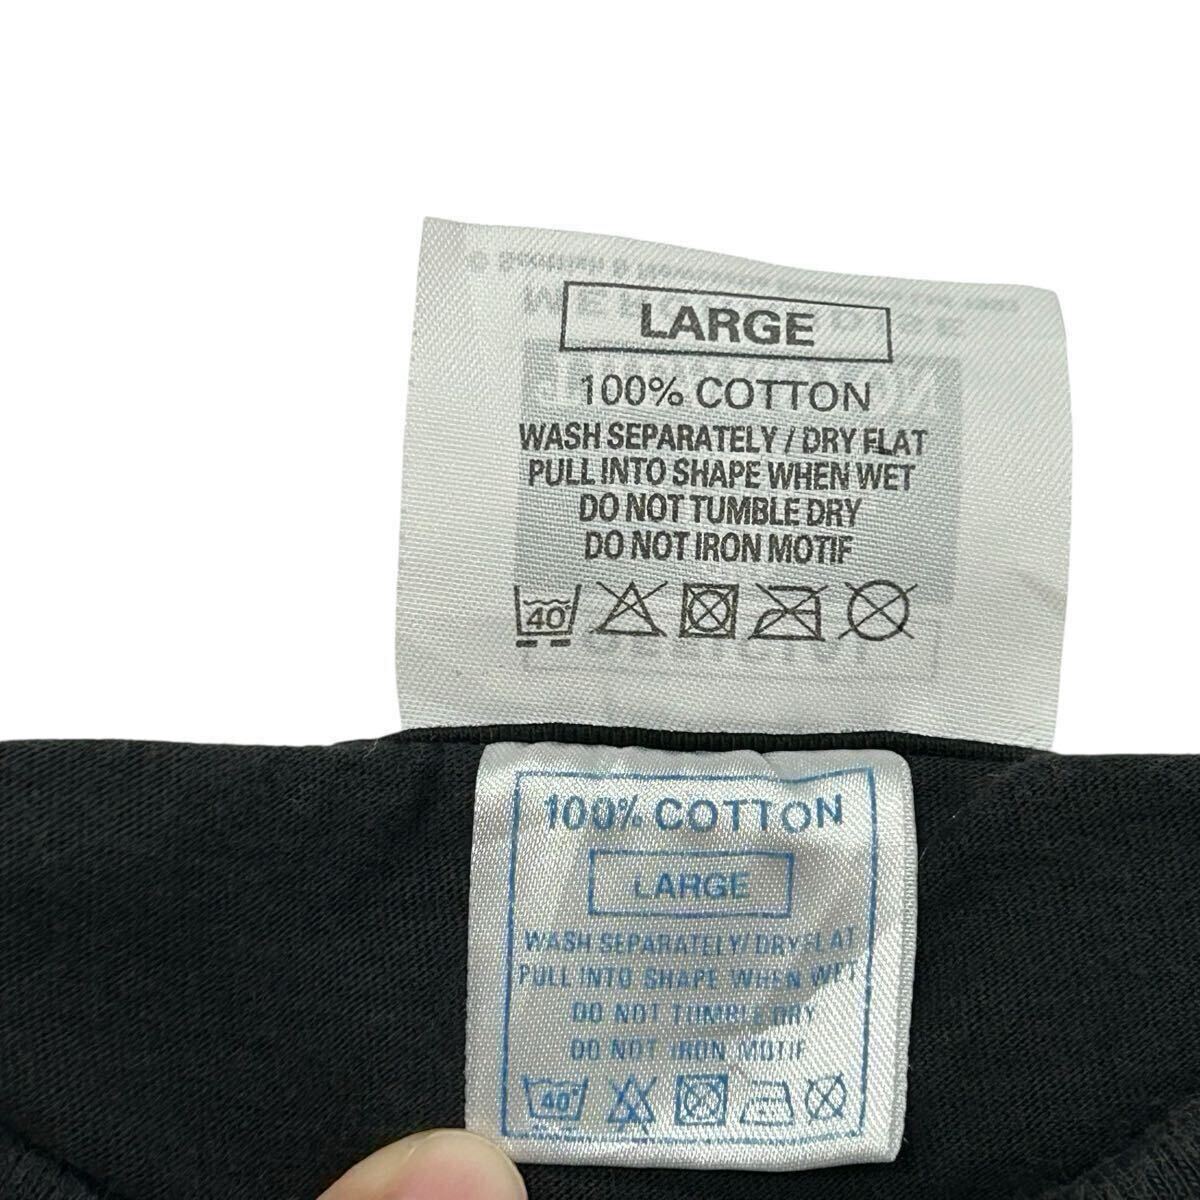 LARGE
100% COTTON
WASH SEPARATELY / DRY FLAT
PULL INTO SHAPE WHEN WET
DO NOT TUMBLE DRY
DO NOT IRON MOTIF
40°
100% COTTON
LARGE
WASH SEPARATELY/DRY FLAT
PULL INTO SHAPE WHEN WET
DO NOT TUMBLE DRY
DO NOT IRON MOTIF
40°